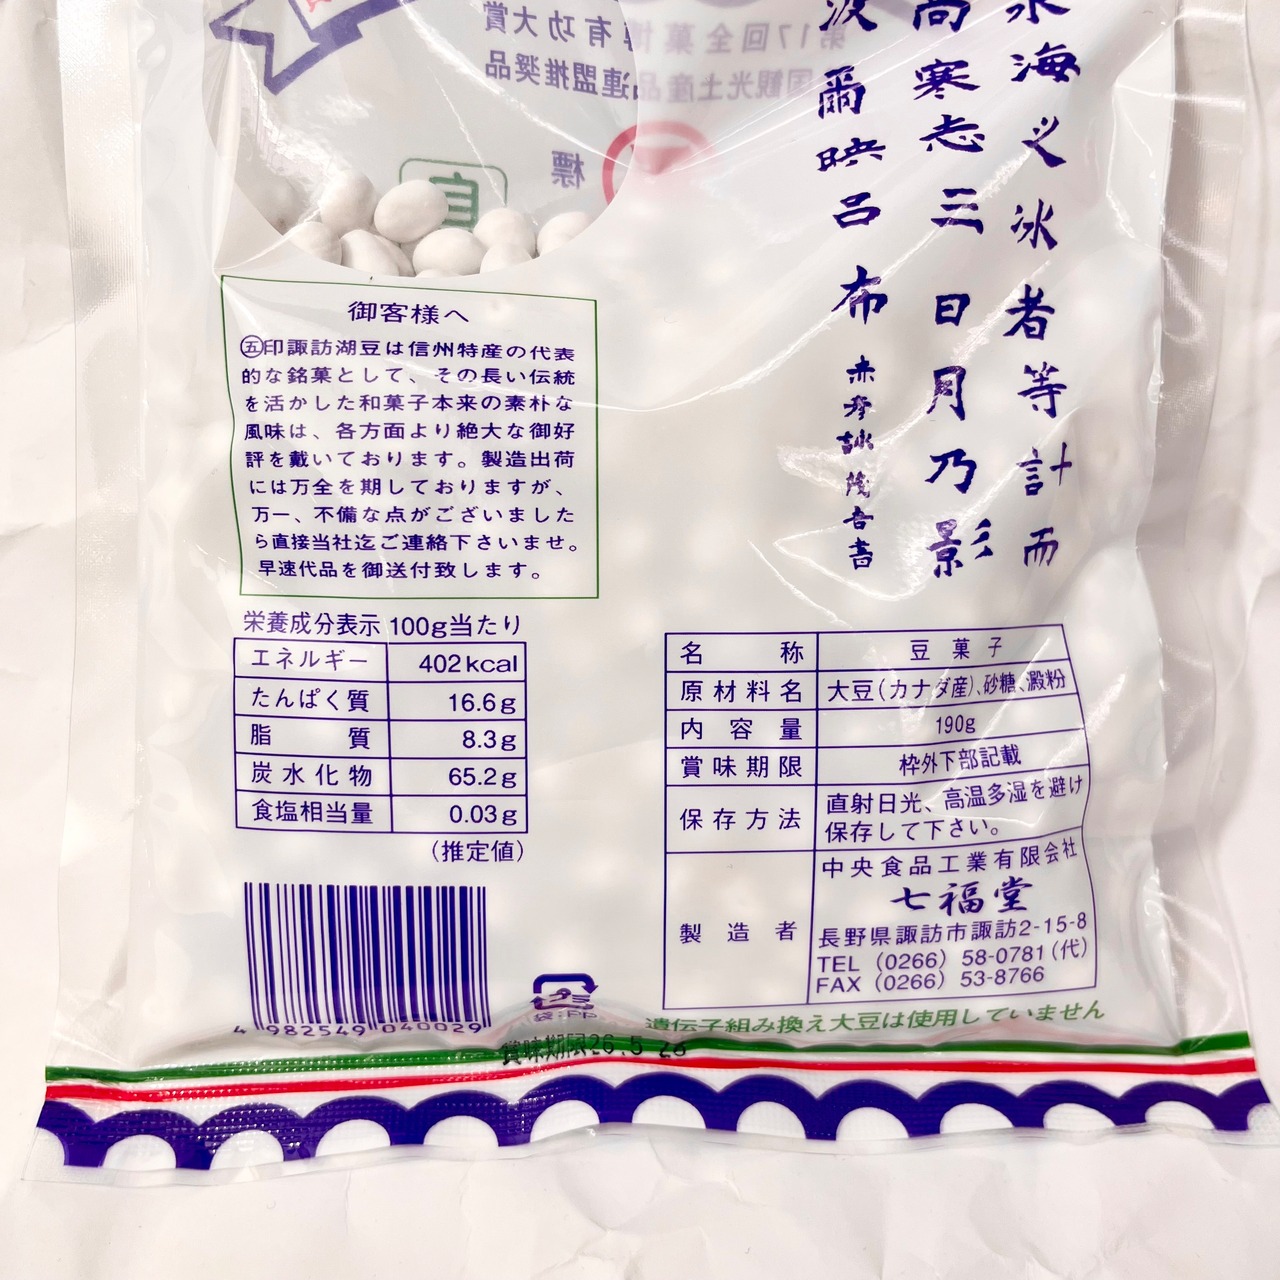 第17回全菓博有功大賞
国観光土産品連盟推奨品
標
水海之冰者等計而
尚寒志三日月乃影
波爾映呂布
赤彦詠 茂吉書
御客様へ
㊄印諏訪湖豆は信州特産の代表
的な銘菓として、その長い伝統
を活かした和菓子本来の素朴な
風味は、各方面より絶大な御好
評を戴いております。製造出荷
には万全を期しておりますが、
万一、不備な点がございました
ら直接当社迄ご連絡下さいませ。
早速代品を御送付致します。
栄養成分表示 100g当たり
エネルギー 402kcal
たんぱく質 16.6g
脂質 8.3g
炭水化物 65.2g
食塩相当量 0.03g
(推定値)
4 982549 040029
袋:PP
賞味期限26.5.26
名称 豆菓子
原材料名 大豆(カナダ産)、砂糖、澱粉
内容量 190g
賞味期限 枠外下部記載
保存方法 直射日光、高温多湿を避け
保存して下さい。
製造者 中央食品工業有限会社
七福堂
長野県諏訪市諏訪2-15-8
TEL (0266) 58-0781(代)
FAX (0266) 53-8766
遺伝子組み換え大豆は使用していません